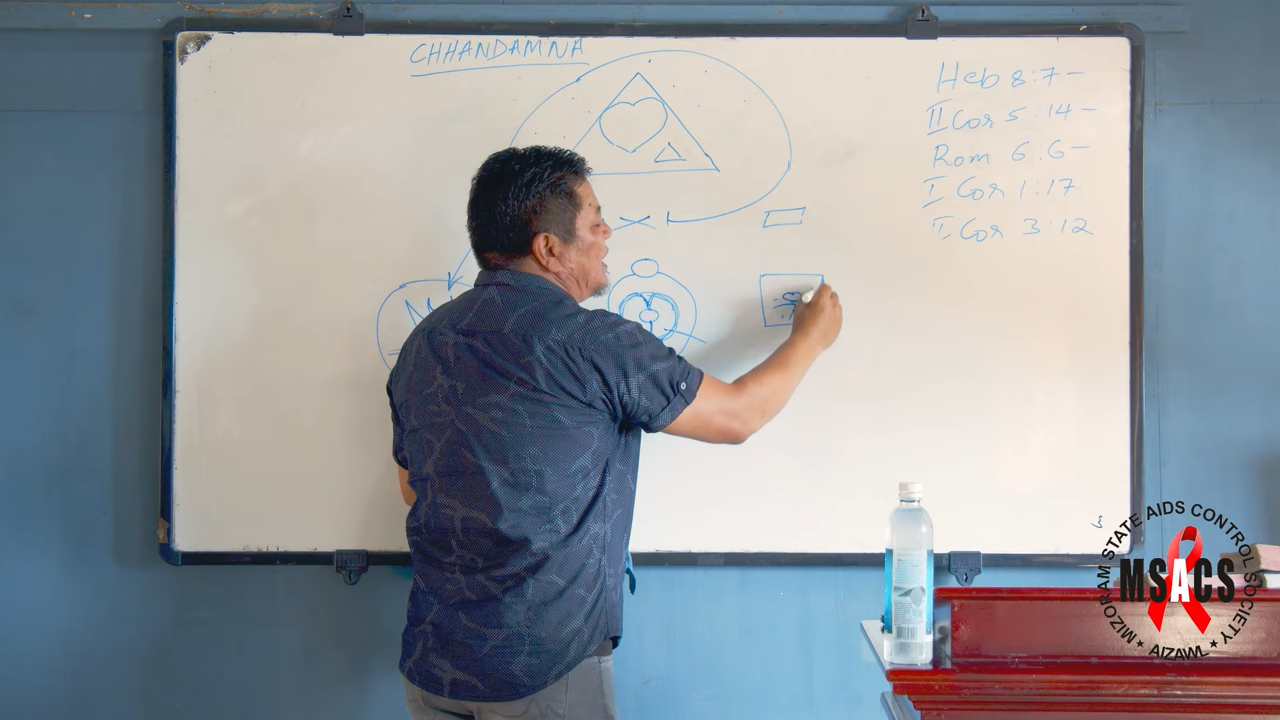 CHHANDAMNA
Heb 8:7-
II Cor 5:14-
Rom 6.6-
I Cor 1:17
II Cor 3:12
MIZORAM STATE AIDS CONTROL SOCIETY
MSACS
★ AIZAWL ★